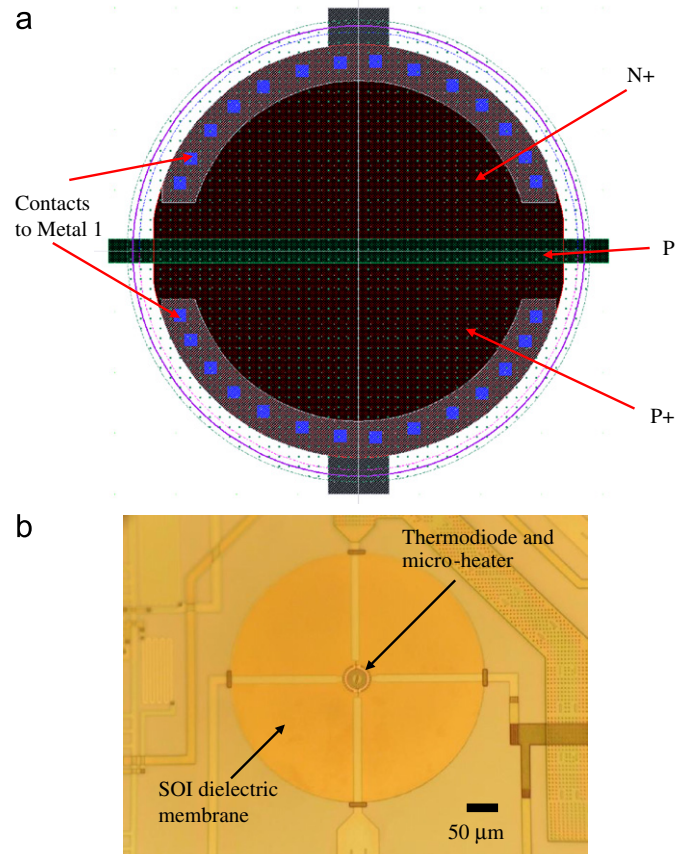 a
N+
Contacts
to Metal 1
P
P+
b
Thermodiode and
micro-heater
SOI dielectric
membrane
50 μm